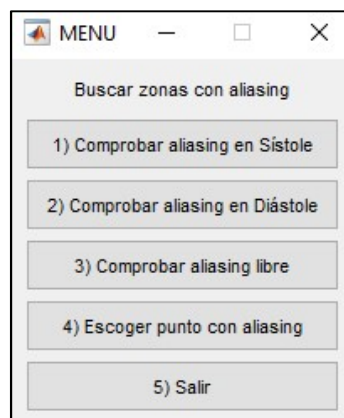 MENU
Buscar zonas con aliasing
1) Comprobar aliasing en Sístole
2) Comprobar aliasing en Diástole
3) Comprobar aliasing libre
4) Escoger punto con aliasing
5) Salir